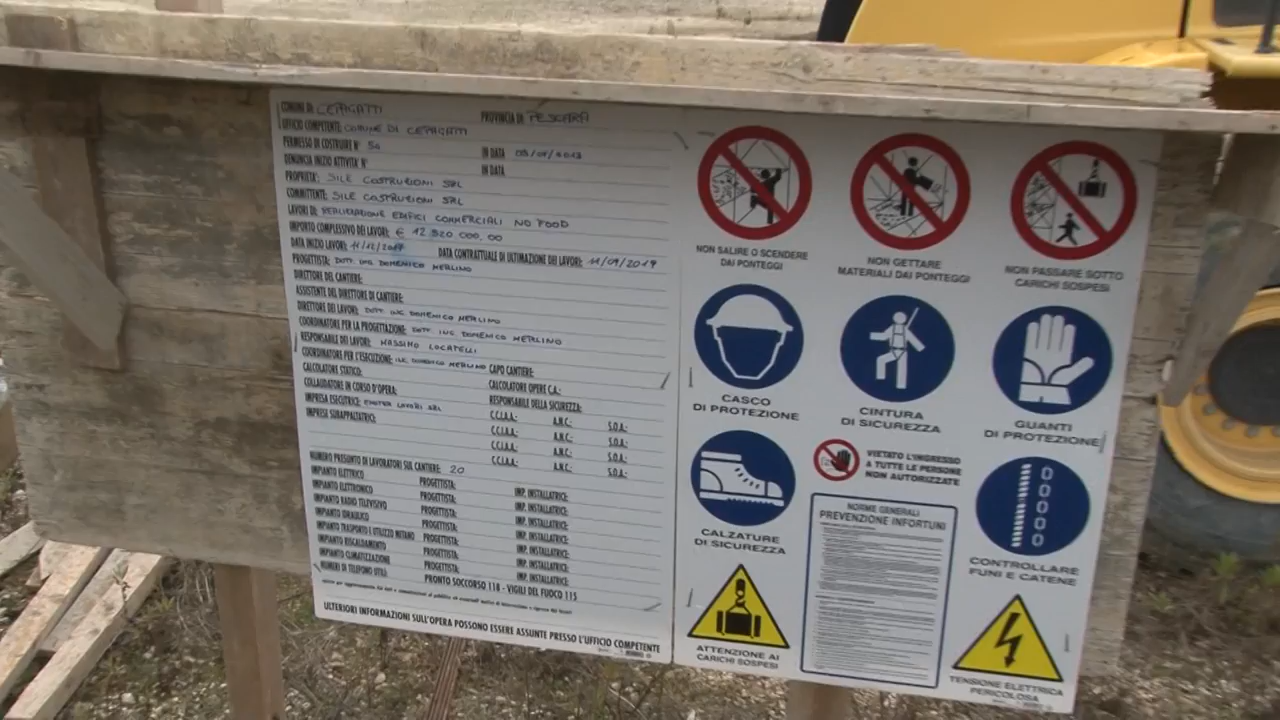 COMUNE DI: CEPAGATTI PROVINCIA DI PESCARA
UFFICIO COMPETENTE: COMUNE DI CEPAGATTI
PERMESSO DI COSTRUIRE N° 54 IN DATA
DENUNCIA INIZIO ATTIVITA' N° IN DATA
PROPRIETA': SILE COSTRUZIONI SRL
COMMITTENTE: SILE COSTRUZIONI SRL
LAVORI DI: REALIZZAZIONE EDIFICI COMMERCIALI NO FOOD
IMPORTO COMPLESSIVO DEI LAVORI: € 12 520 000,00
DATA INIZIO LAVORI: 11/12/2017 DATA CONTRATTUALE DI ULTIMAZIONE DEI LAVORI: 11/09/2019
PROGETTISTA: DOTT. ING. DOMENICO MERLINO
DIRETTORE DEL CANTIERE:
ASSISTENTE DEL DIRETTORE DI CANTIERE:
DIRETTORE DEI LAVORI: DOTT ING DOMENICO MERLINO
COORDINATORE PER LA PROGETTAZIONE: DOTT. ING. DOMENICO MERLINO
RESPONSABILE DEI LAVORI: MASSIMO LOCATELLI
COORDINATORE PER L'ESECUZIONE: ING. DOMENICO MERLINO CAPO CANTIERE:
CALCOLATORE STATICO: CALCOLATORE OPERE C.A.:
COLLAUDATORE IN CORSO D'OPERA: RESPONSABILE DELLA SICUREZZA:
IMPRESA ESECUTRICE: LAVORI SRL C.C.I.A.A.: A.N.C.: S.O.A.:
IMPRESE SUBAPPALTATRICI: C.C.I.A.A.: A.N.C.: S.O.A.:
C.C.I.A.A.: A.N.C.: S.O.A.:
C.C.I.A.A.: A.N.C.: S.O.A.:
NUMERO PRESUNTO DI LAVORATORI SUL CANTIERE: 20
IMPIANTO ELETTRICO PROGETTISTA: IMP. INSTALLATRICE:
IMPIANTO ELETTRONICO PROGETTISTA: IMP. INSTALLATRICE:
IMPIANTO RADIO TELEVISIVO PROGETTISTA: IMP. INSTALLATRICE:
IMPIANTO IDRAULICO PROGETTISTA: IMP. INSTALLATRICE:
IMPIANTO TRASPORTO E UTILIZZO METANO PROGETTISTA: IMP. INSTALLATRICE:
IMPIANTO RISCALDAMENTO PROGETTISTA: IMP. INSTALLATRICE:
IMPIANTO CLIMATIZZAZIONE PROGETTISTA: IMP. INSTALLATRICE:
NUMERI DI TELEFONO UTILI: PRONTO SOCCORSO 118 - VIGILI DEL FUOCO 115
ULTERIORI INFORMAZIONI SULL'OPERA POSSONO ESSERE ASSUNTE PRESSO L'UFFICIO COMPETENTE
NON SALIRE O SCENDERE
DAI PONTEGGI
NON GETTARE
MATERIALI DAI PONTEGGI
NON PASSARE SOTTO
CARICHI SOSPESI
CASCO
DI PROTEZIONE
CINTURA
DI SICUREZZA
GUANTI
DI PROTEZIONE
CALZATURE
DI SICUREZZA
VIETATO L'INGRESSO
A TUTTE LE PERSONE
NON AUTORIZZATE
NORME GENERALI
PREVENZIONE INFORTUNI
CONTROLLARE
FUNI E CATENE
ATTENZIONE AI
CARICHI SOSPESI
TENSIONE ELETTRICA
PERICOLOSA